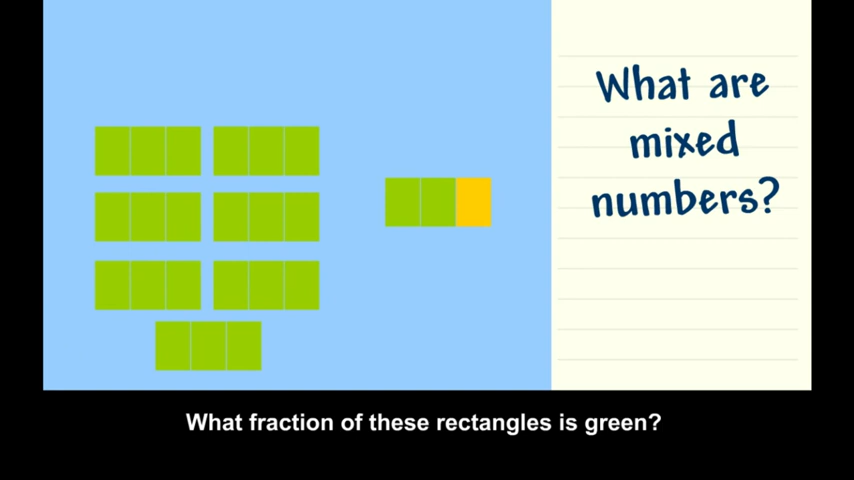 What are
mixed
numbers?
What fraction of these rectangles is green?